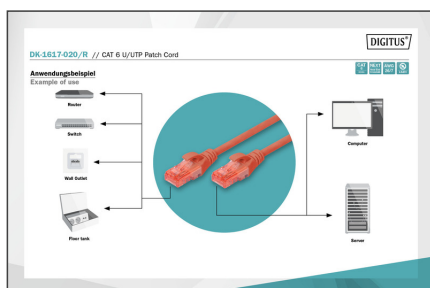 DIGITUS®
DK-1617-020/R // CAT 6 U/UTP Patch Cord
Anwendungsbeispiel
Example of use
Router
Switch
Wall Outlet
Floor tank
Computer
Server